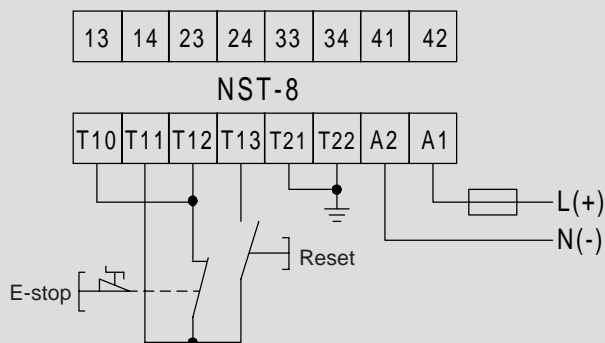 13 14 23 24 33 34 41 42
NST-8
T10 T11 T12 T13 T21 T22 A2 A1
L(+)
N(-)
Reset
E-stop